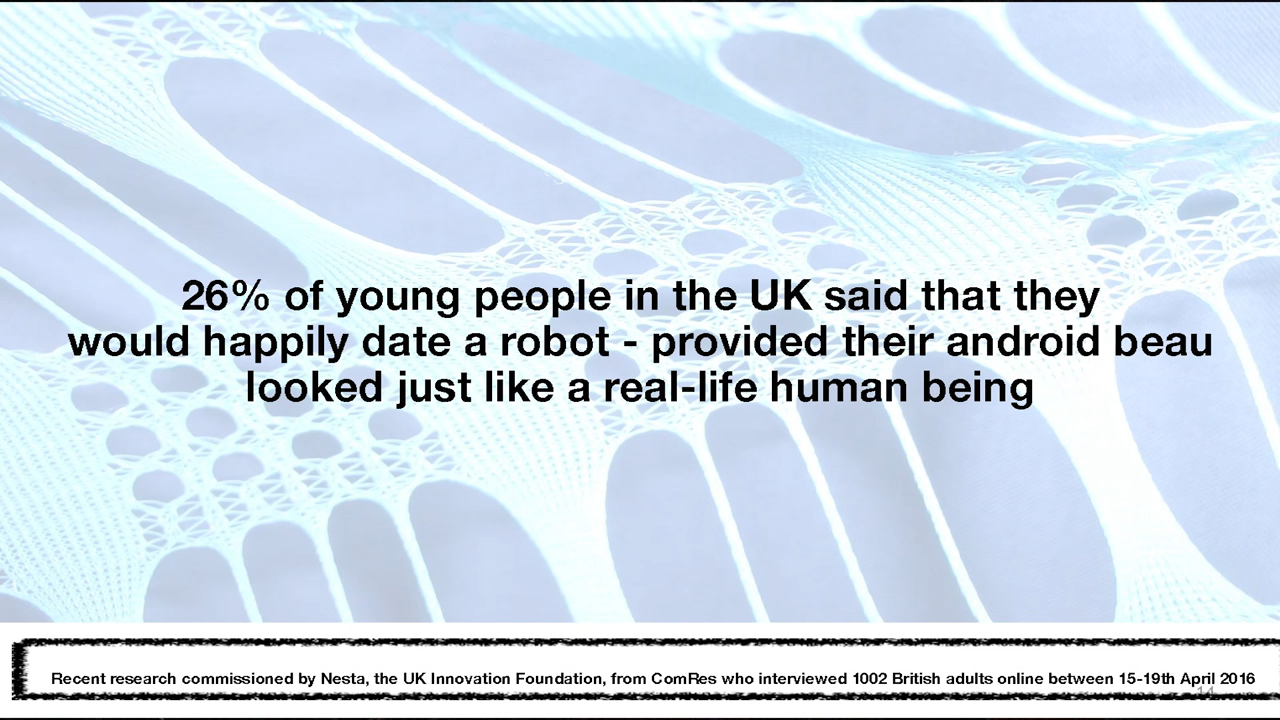 26% of young people in the UK said that they
would happily date a robot - provided their android beau
looked just like a real-life human being
Recent research commissioned by Nesta, the UK Innovation Foundation, from ComRes who interviewed 1002 British adults online between 15-19th April 2016
14